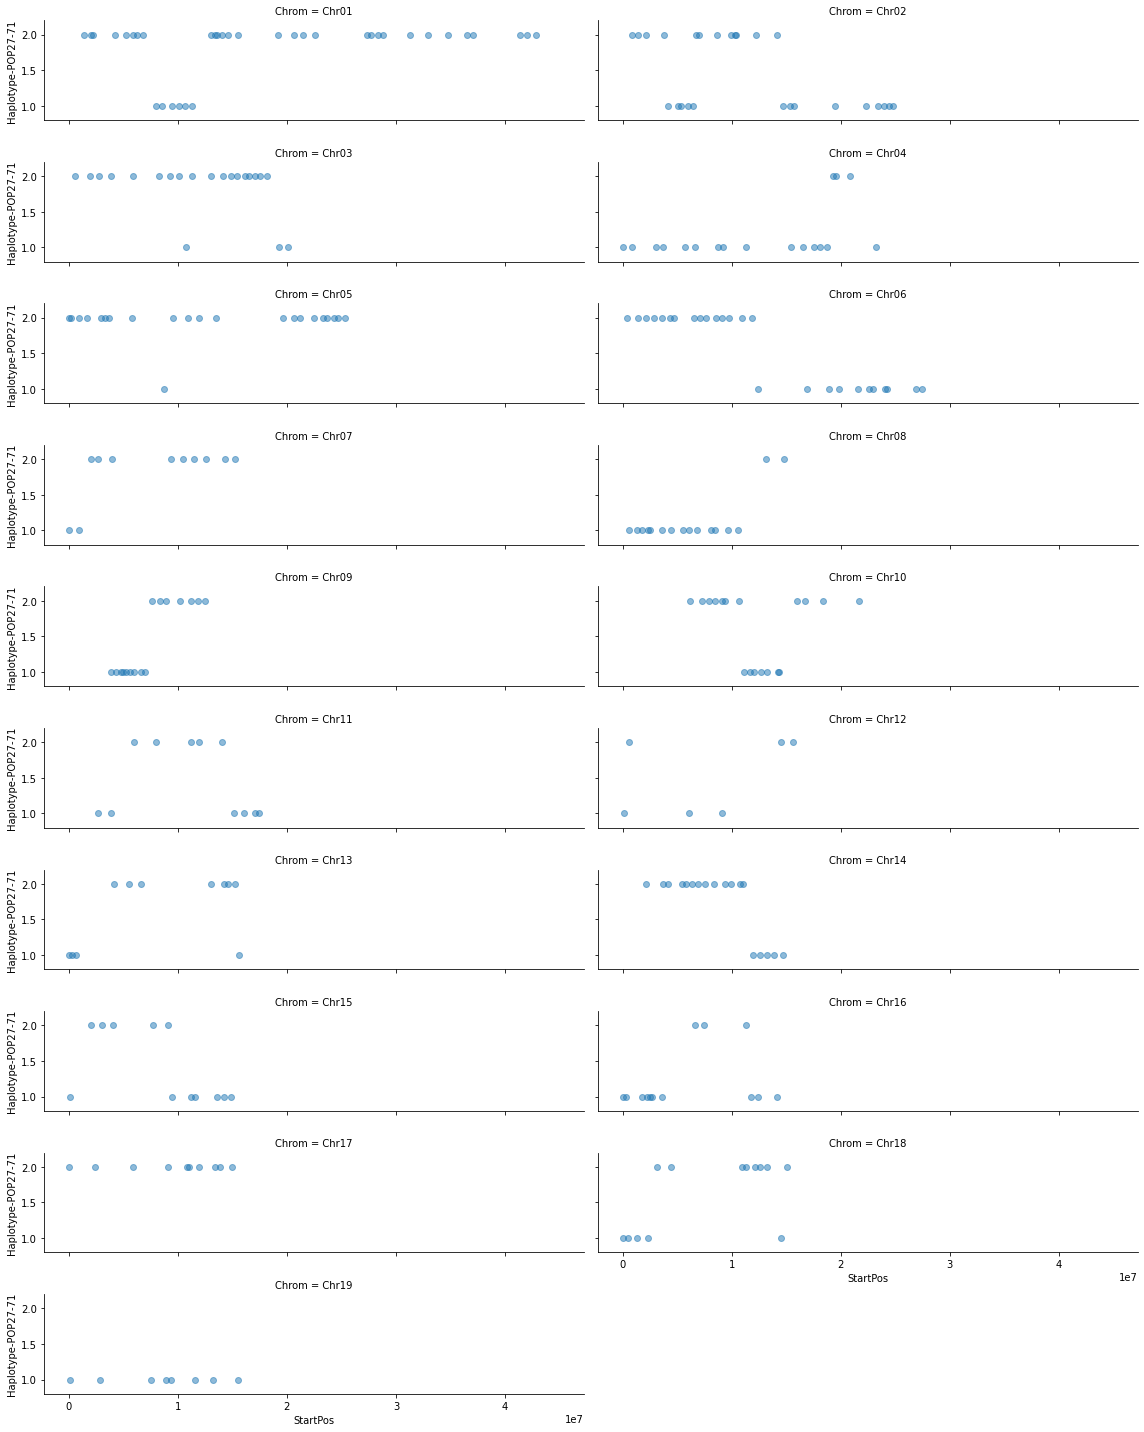 Chrom = Chr01
Chrom = Chr02
Haplotype-POP27-71
2.0
1.5
1.0
Chrom = Chr03
Chrom = Chr04
Haplotype-POP27-71
2.0
1.5
1.0
Chrom = Chr05
Chrom = Chr06
Haplotype-POP27-71
2.0
1.5
1.0
Chrom = Chr07
Chrom = Chr08
Haplotype-POP27-71
2.0
1.5
1.0
Chrom = Chr09
Chrom = Chr10
Haplotype-POP27-71
2.0
1.5
1.0
Chrom = Chr11
Chrom = Chr12
Haplotype-POP27-71
2.0
1.5
1.0
Chrom = Chr13
Chrom = Chr14
Haplotype-POP27-71
2.0
1.5
1.0
Chrom = Chr15
Chrom = Chr16
Haplotype-POP27-71
2.0
1.5
1.0
Chrom = Chr17
Chrom = Chr18
Haplotype-POP27-71
2.0
1.5
1.0
0 1 2 3 4
StartPos
1e7
Chrom = Chr19
Haplotype-POP27-71
2.0
1.5
1.0
0 1 2 3 4
StartPos
1e7